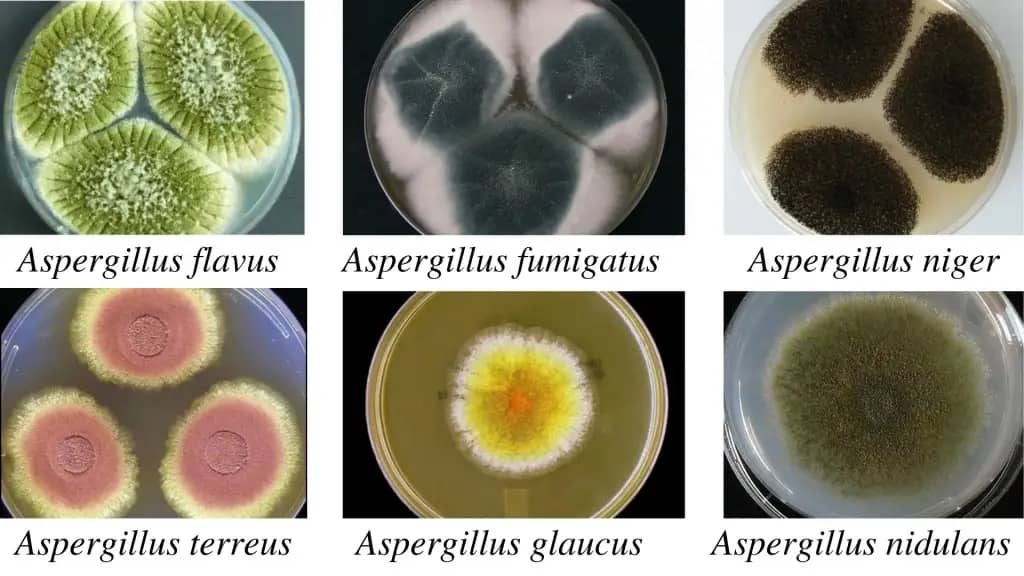 Aspergillus flavus
Aspergillus fumigatus
Aspergillus niger
Aspergillus terreus
Aspergillus glaucus
Aspergillus nidulans